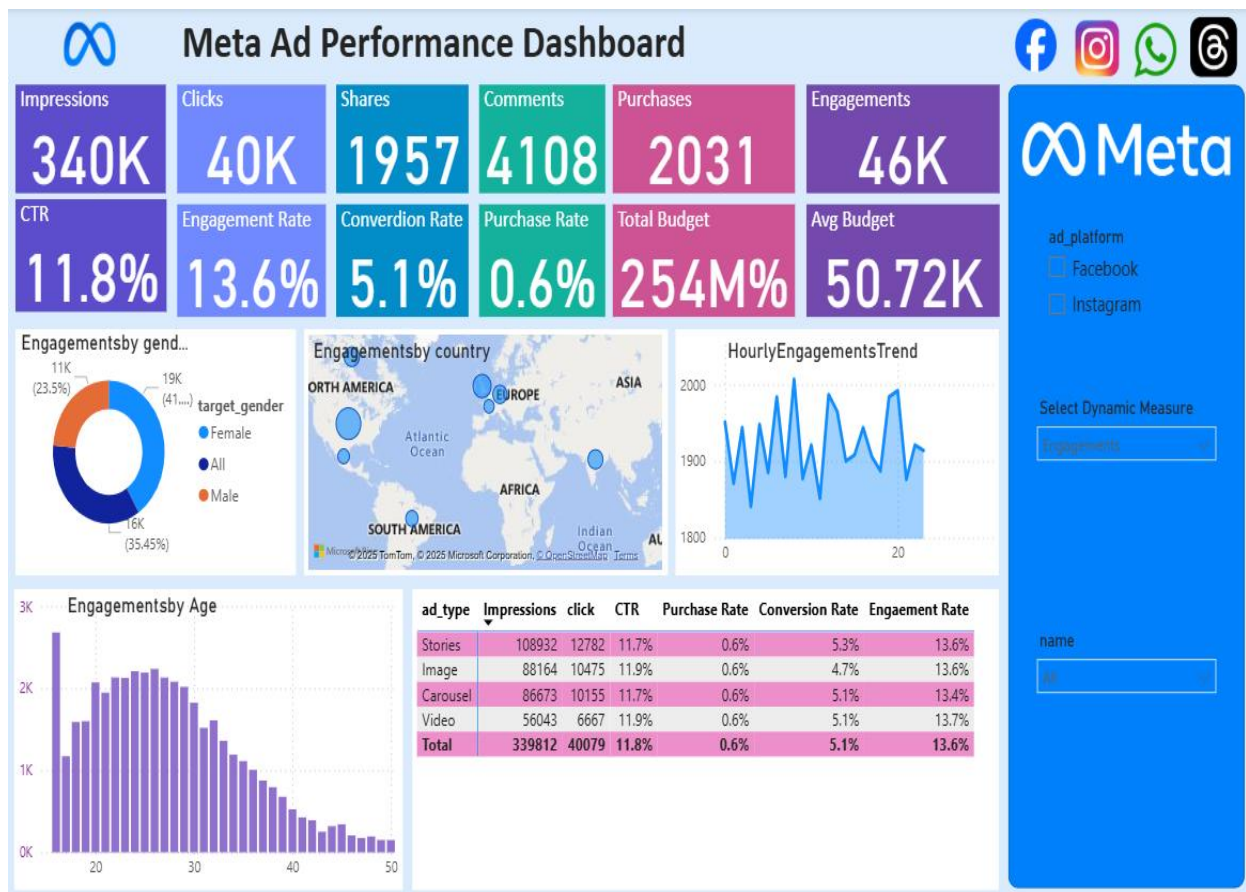 Meta Ad Performance Dashboard
Impressions
340K
Clicks
40K
Shares
1957
Comments
4108
Purchases
2031
Engagements
46K
CTR
11.8%
Engagement Rate
13.6%
Converdion Rate
5.1%
Purchase Rate
0.6%
Total Budget
254M%
Avg Budget
50.72K
Meta
ad_platform
Facebook
Instagram
Select Dynamic Measure
Engagements
name
All
Engagementsby gend...
11K
(23.5%)
19K
(41....)
16K
(35.45%)
target_gender
Female
All
Male
Engagementsby country
ORTH AMERICA
EUROPE
ASIA
Atlantic
Ocean
AFRICA
SOUTH AMERICA
Indian
Ocean
AU
© 2025 TomTom, © 2025 Microsoft Corporation, © OpenStreetMap Terms
HourlyEngagementsTrend
2000
1900
1800
0 20
Engagementsby Age
3K
2K
1K
0K
20 30 40 50
ad_type Impressions click CTR Purchase Rate Conversion Rate Engaement Rate
Stories 108932 12782 11.7% 0.6% 5.3% 13.6%
Image 88164 10475 11.9% 0.6% 4.7% 13.6%
Carousel 86673 10155 11.7% 0.6% 5.1% 13.4%
Video 56043 6667 11.9% 0.6% 5.1% 13.7%
Total 339812 40079 11.8% 0.6% 5.1% 13.6%